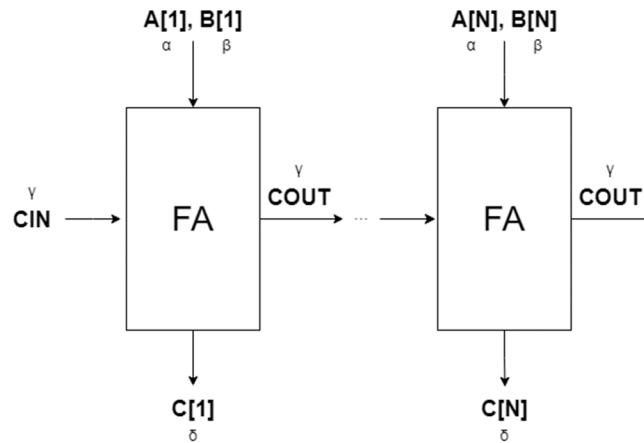 A[1], B[1] A[N], B[N]
α β α β
γ γ γ
CIN FA COUT ... FA COUT
C[1] C[N]
δ δ